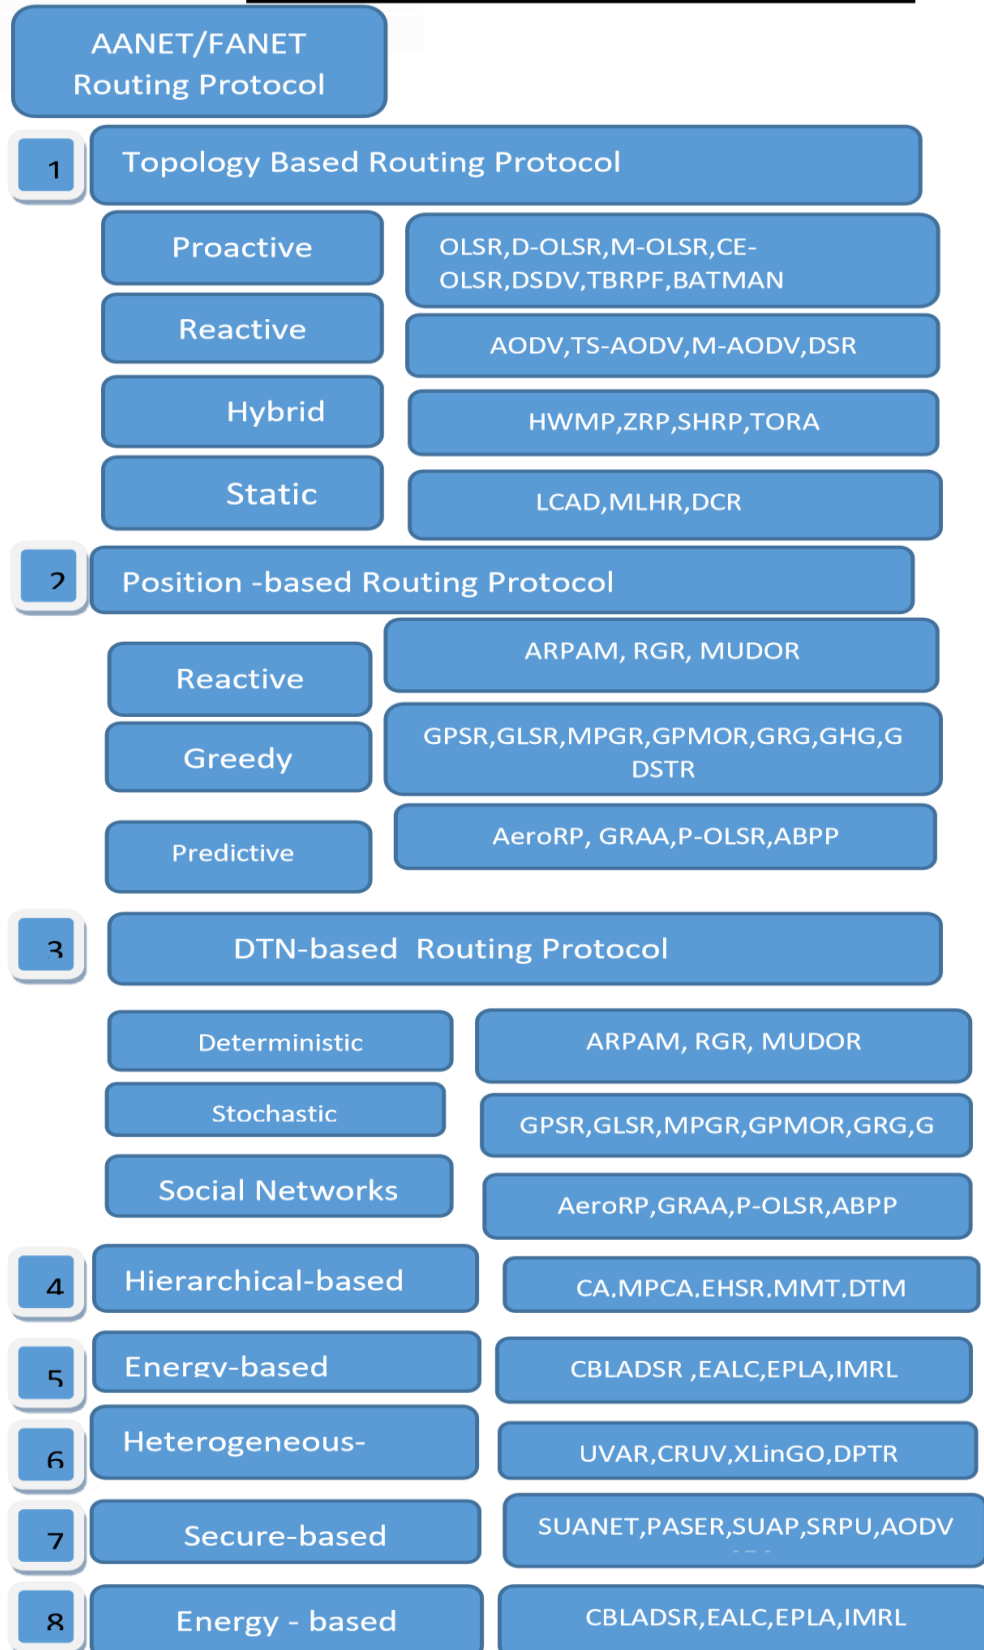 AANET/FANET
Routing Protocol
1
Topology Based Routing Protocol
Proactive
OLSR,D-OLSR,M-OLSR,CE-
OLSR,DSDV,TBRPF,BATMAN
Reactive
AODV,TS-AODV,M-AODV,DSR
Hybrid
HWMP,ZRP,SHRP,TORA
Static
LCAD,MLHR,DCR
2
Position -based Routing Protocol
Reactive
ARPAM, RGR, MUDOR
Greedy
GPSR,GLSR,MPGR,GPMOR,GRG,GHG,G
DSTR
Predictive
AeroRP, GRAA,P-OLSR,ABPP
3
DTN-based Routing Protocol
Deterministic
ARPAM, RGR, MUDOR
Stochastic
GPSR,GLSR,MPGR,GPMOR,GRG,G
Social Networks
AeroRP,GRAA,P-OLSR,ABPP
4
Hierarchical-based
CA,MPCA,EHSR,MMT,DTM
5
Energy-based
CBLADSR ,EALC,EPLA,IMRL
6
Heterogeneous-
UVAR,CRUV,XLinGO,DPTR
7
Secure-based
SUANET,PASER,SUAP,SRPU,AODV
8
Energy - based
CBLADSR,EALC,EPLA,IMRL